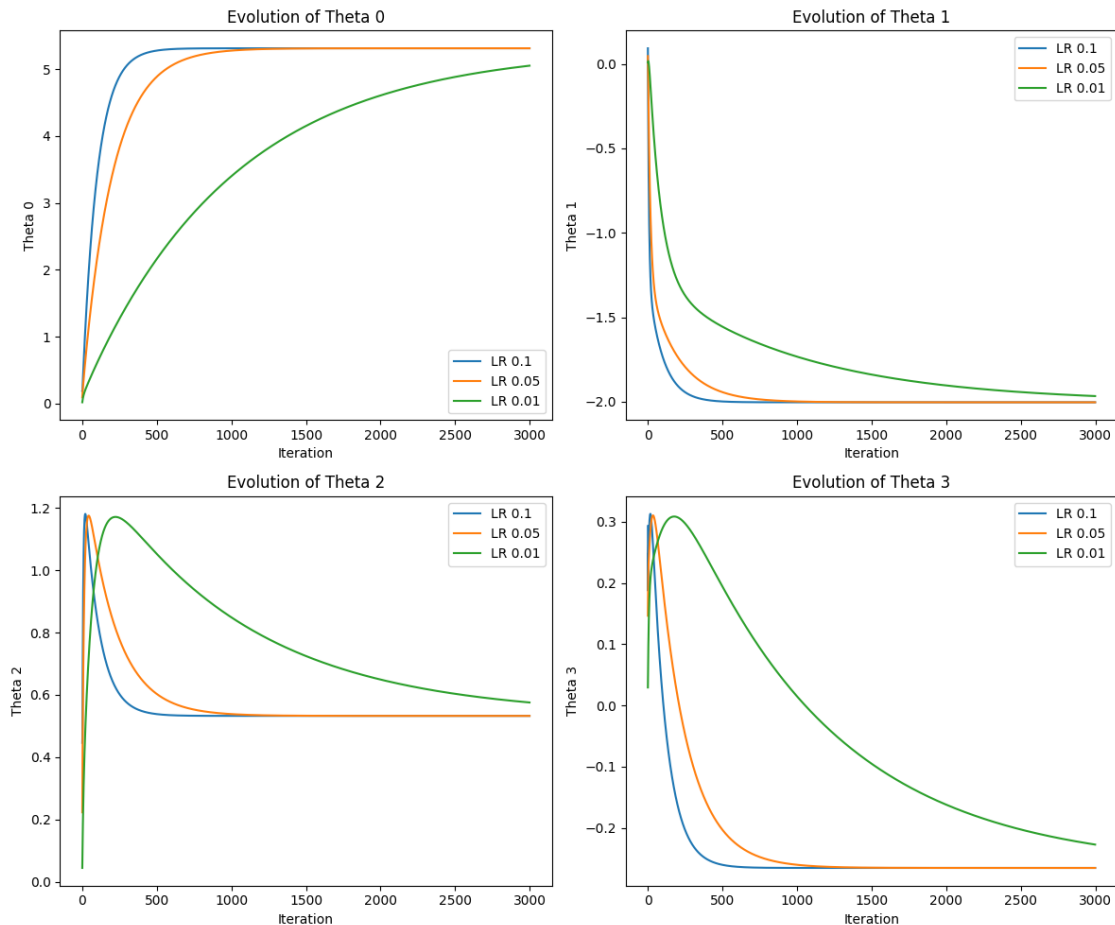 Evolution of Theta 0
Theta 0
5
4
3
2
1
0
LR 0.1
LR 0.05
LR 0.01
0 500 1000 1500 2000 2500 3000
Iteration
Evolution of Theta 1
Theta 1
0.0
−0.5
−1.0
−1.5
−2.0
LR 0.1
LR 0.05
LR 0.01
0 500 1000 1500 2000 2500 3000
Iteration
Evolution of Theta 2
Theta 2
1.2
1.0
0.8
0.6
0.4
0.2
0.0
LR 0.1
LR 0.05
LR 0.01
0 500 1000 1500 2000 2500 3000
Iteration
Evolution of Theta 3
Theta 3
0.3
0.2
0.1
0.0
−0.1
−0.2
LR 0.1
LR 0.05
LR 0.01
0 500 1000 1500 2000 2500 3000
Iteration